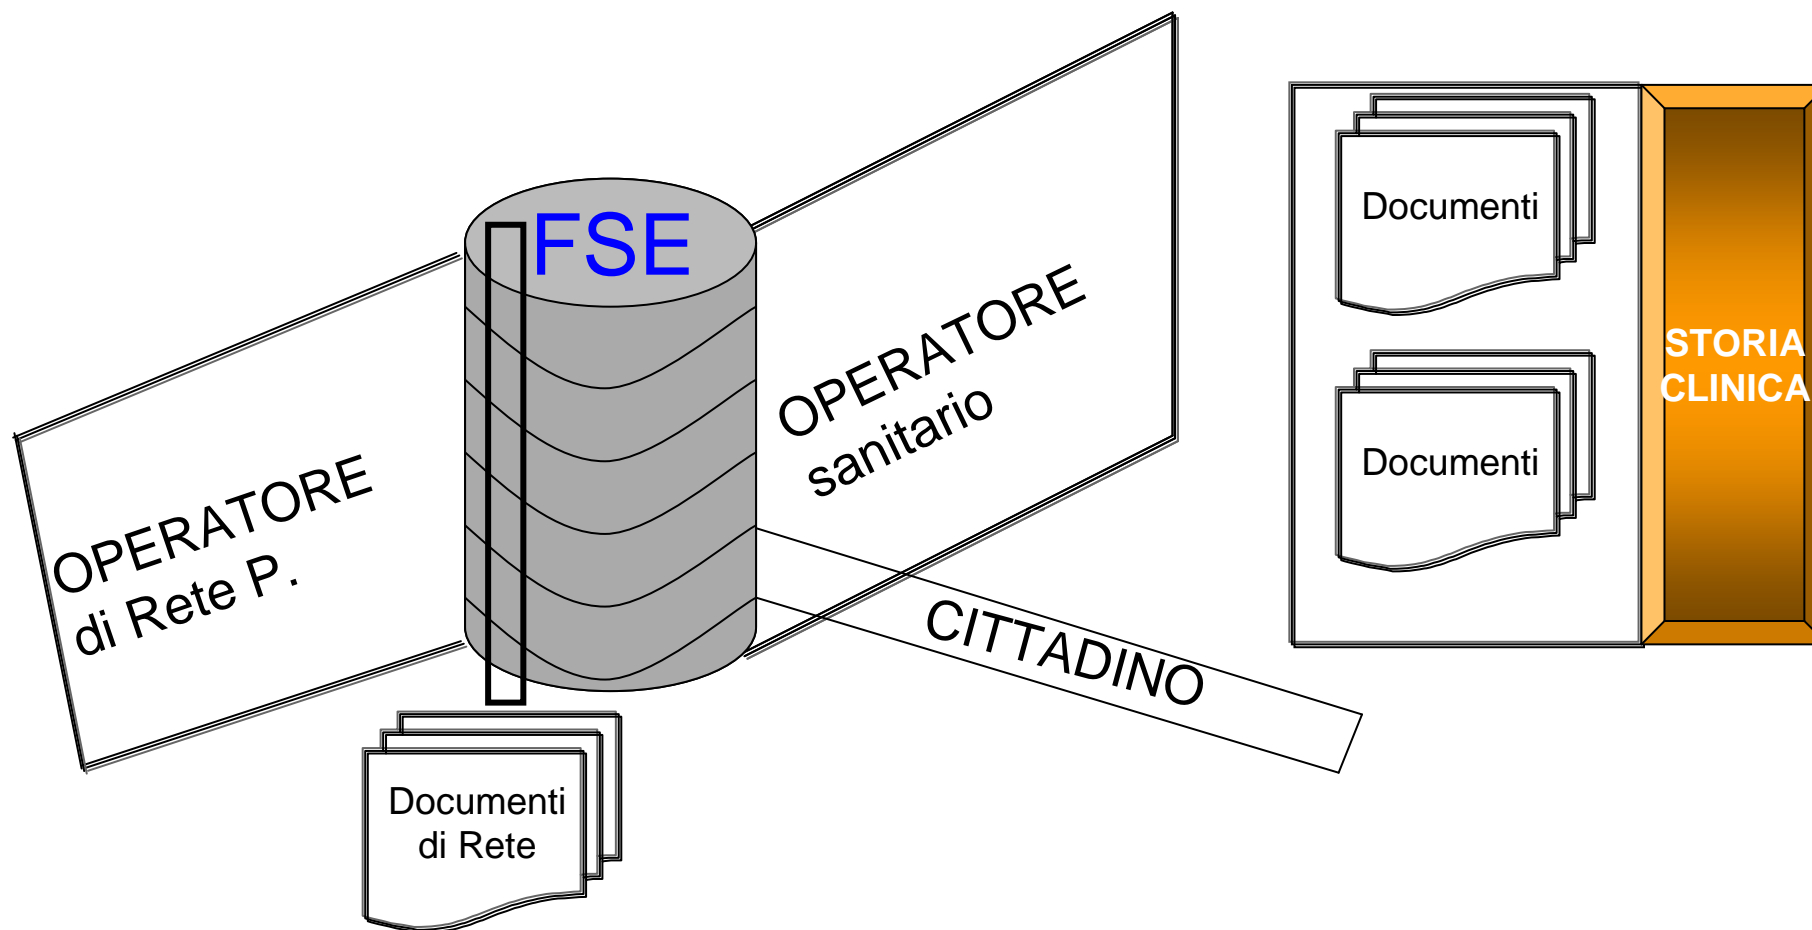 FSE
OPERATORE
di Rete P.
OPERATORE
sanitario
CITTADINO
Documenti
di Rete
Documenti
Documenti
STORIA
CLINICA